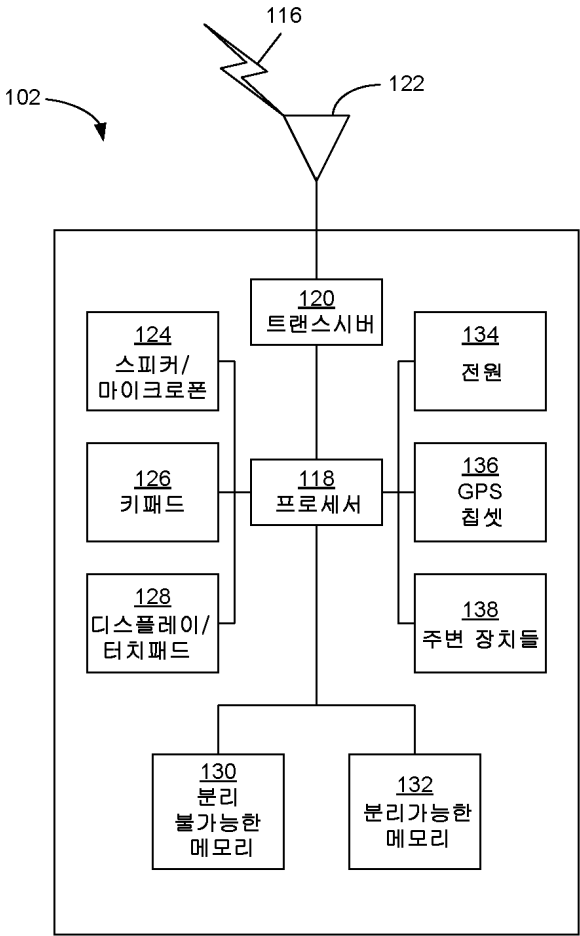 116
122
102
120
트랜스시버
124
스피커/
마이크로폰
134
전원
126
키패드
118
프로세서
136
GPS
칩셋
128
디스플레이/
터치패드
138
주변 장치들
130
분리
불가능한
메모리
132
분리가능한
메모리